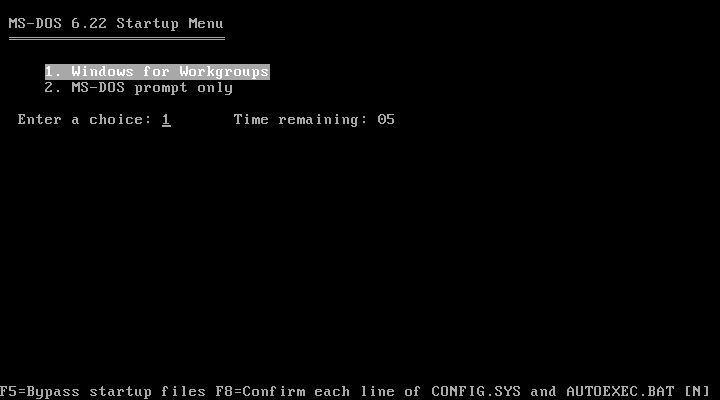 MS-DOS 6.22 Startup Menu
1. Windows for Workgroups
2. MS-DOS prompt only
Enter a choice: 1 Time remaining: 05
F5=Bypass startup files F8=Confirm each line of CONFIG.SYS and AUTOEXEC.BAT [N]